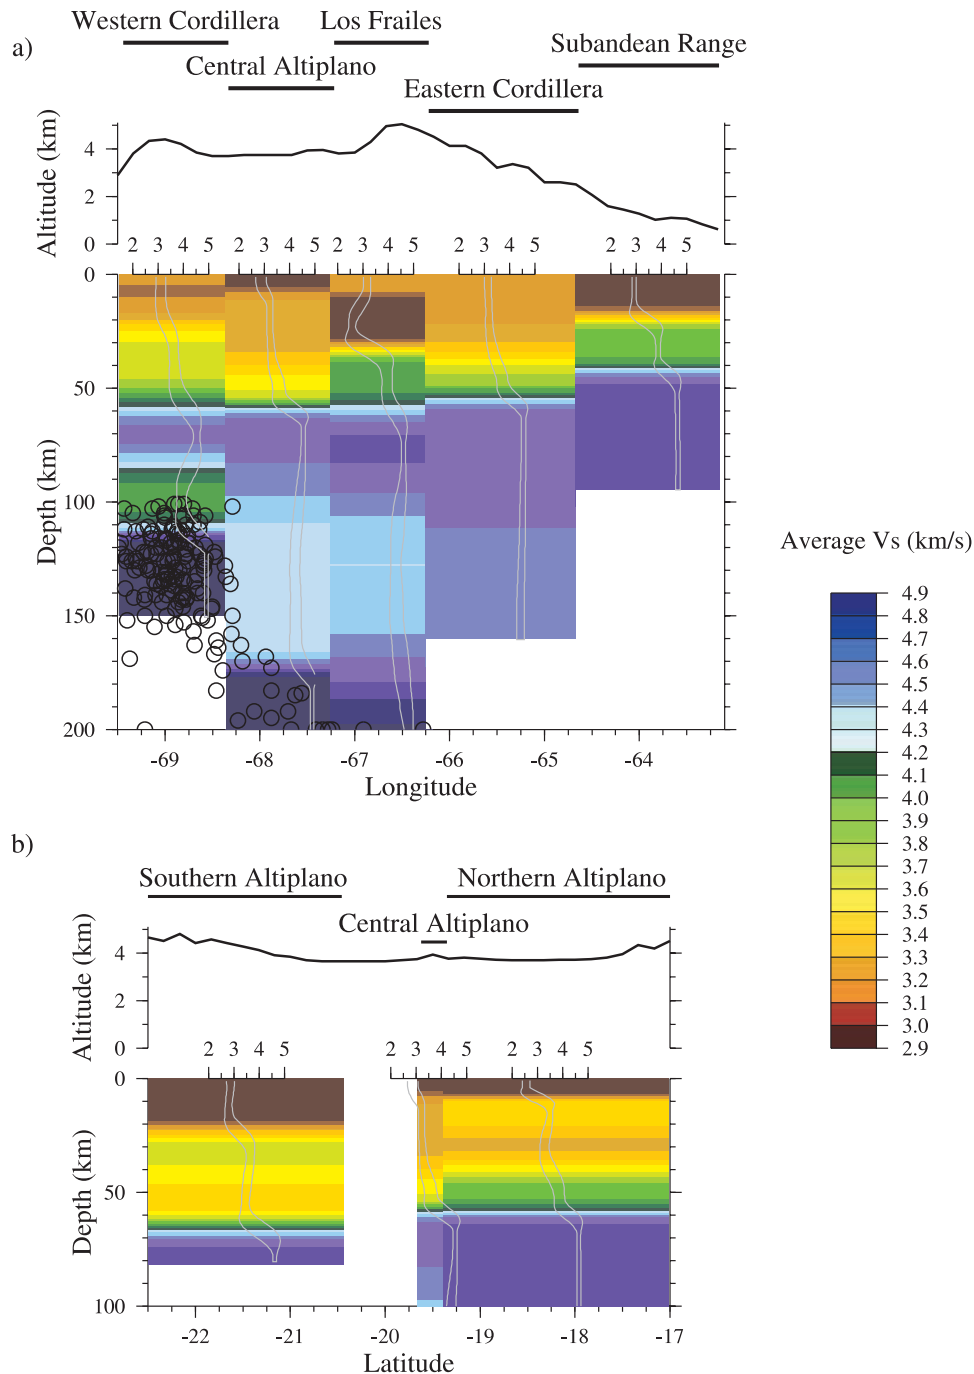 Western Cordillera Los Frailes
a)
Subandean Range
Central Altiplano
Eastern Cordillera
Altitude (km)
4
2
0
2 3 4 5 2 3 4 5 2 3 4 5 2 3 4 5 2 3 4 5
Depth (km)
0
50
100
150
200
-69 -68 -67 -66 -65 -64
Longitude
Average Vs (km/s)
4.9
4.8
4.7
4.6
4.5
4.4
4.3
4.2
4.1
4.0
3.9
3.8
3.7
3.6
3.5
3.4
3.3
3.2
3.1
3.0
2.9
b)
Southern Altiplano Northern Altiplano
Central Altiplano
Altitude (km)
4
2
0
2 3 4 5 2 3 4 5 2 3 4 5
Depth (km)
0
50
100
-22 -21 -20 -19 -18 -17
Latitude